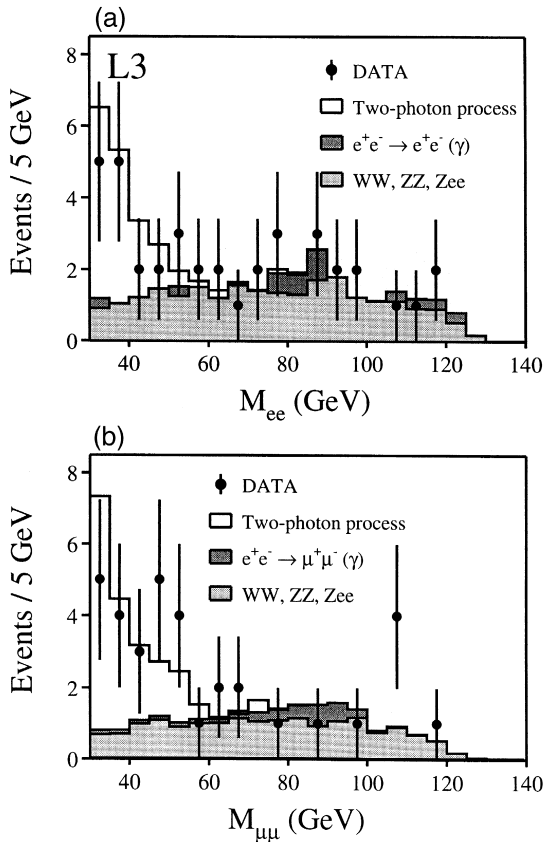 (a)
L3
DATA
Two-photon process
e⁺e⁻ → e⁺e⁻ (γ)
WW, ZZ, Zee
Events / 5 GeV
8
6
4
2
0
40 60 80 100 120 140
M_ee (GeV)
(b)
DATA
Two-photon process
e⁺e⁻ → μ⁺μ⁻ (γ)
WW, ZZ, Zee
Events / 5 GeV
8
6
4
2
0
40 60 80 100 120 140
M_μμ (GeV)